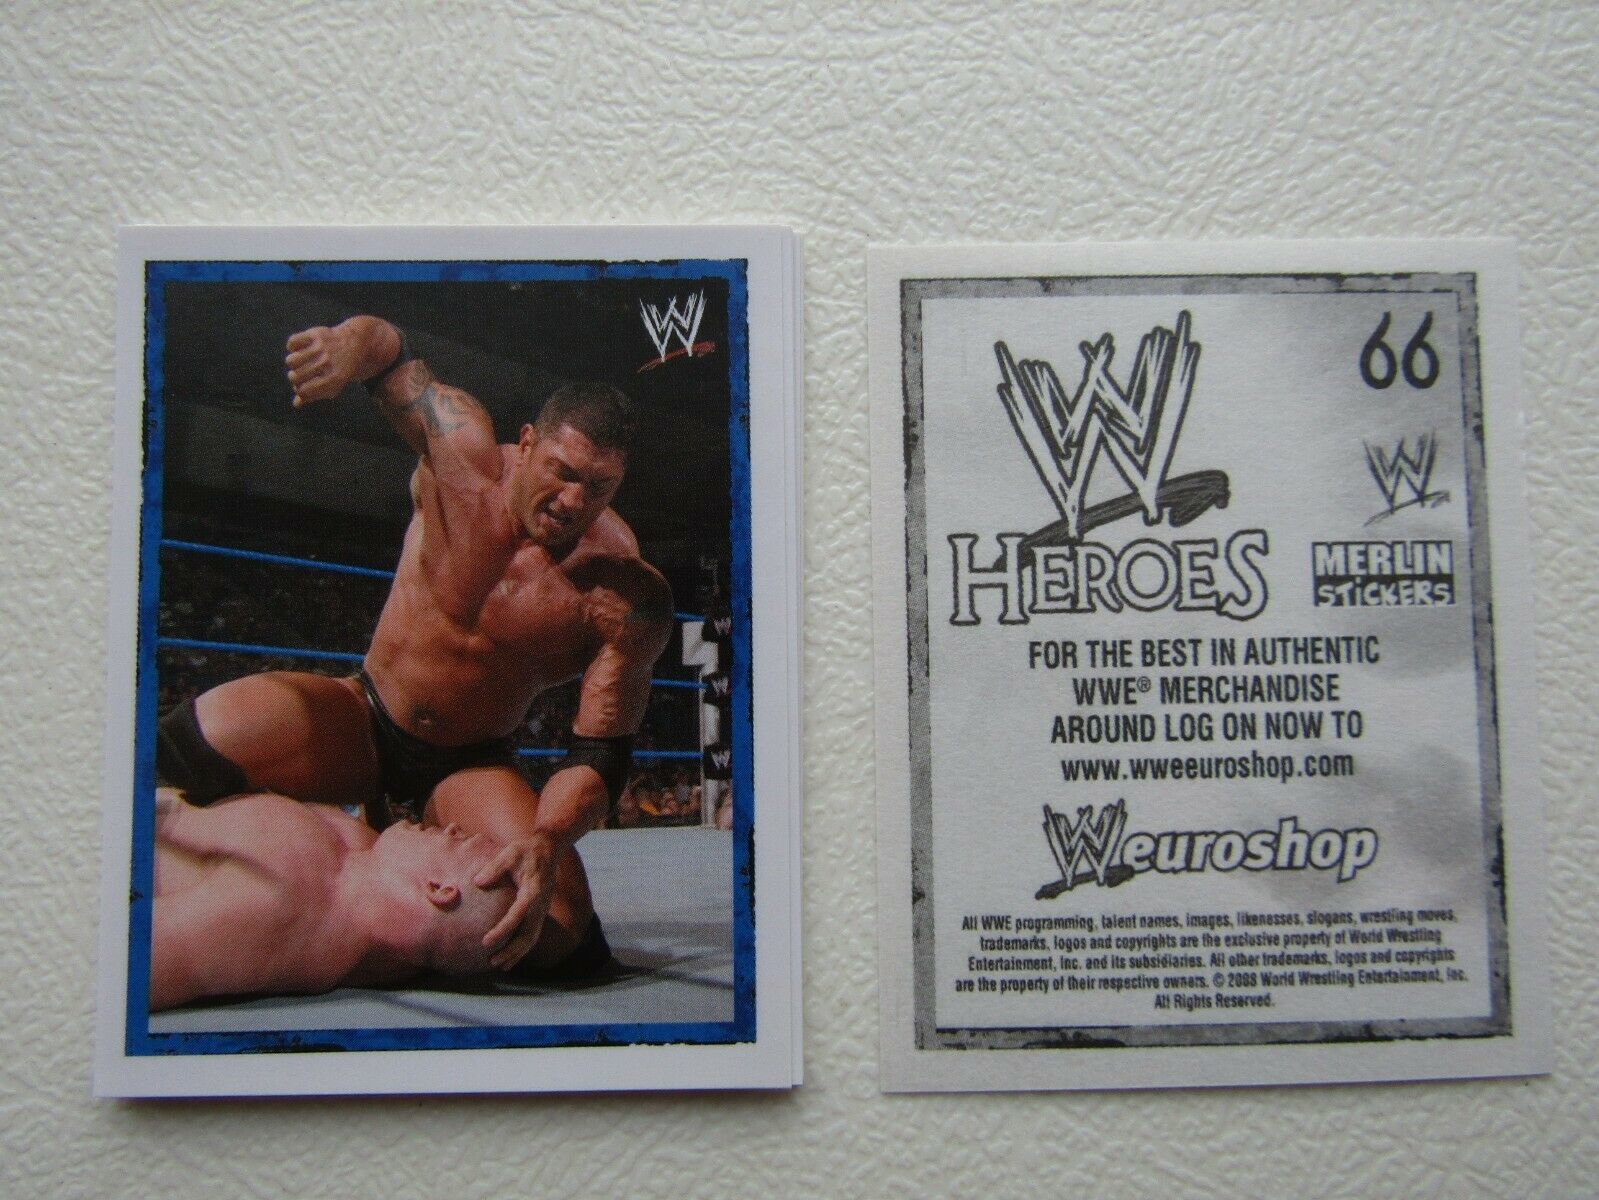 W
66
W
W
HEROES
MERLIN
STICKERS
FOR THE BEST IN AUTHENTIC
WWE® MERCHANDISE
AROUND LOG ON NOW TO
www.wweeuroshop.com
Weuroshop
All WWE programming, talent names, images, likenesses, slogans, wrestling moves,
trademarks, logos and copyrights are the exclusive property of World Wrestling
Entertainment, Inc. and its subsidiaries. All other trademarks, logos and copyrights
are the property of their respective owners. © 2008 World Wrestling Entertainment, Inc.
All Rights Reserved.